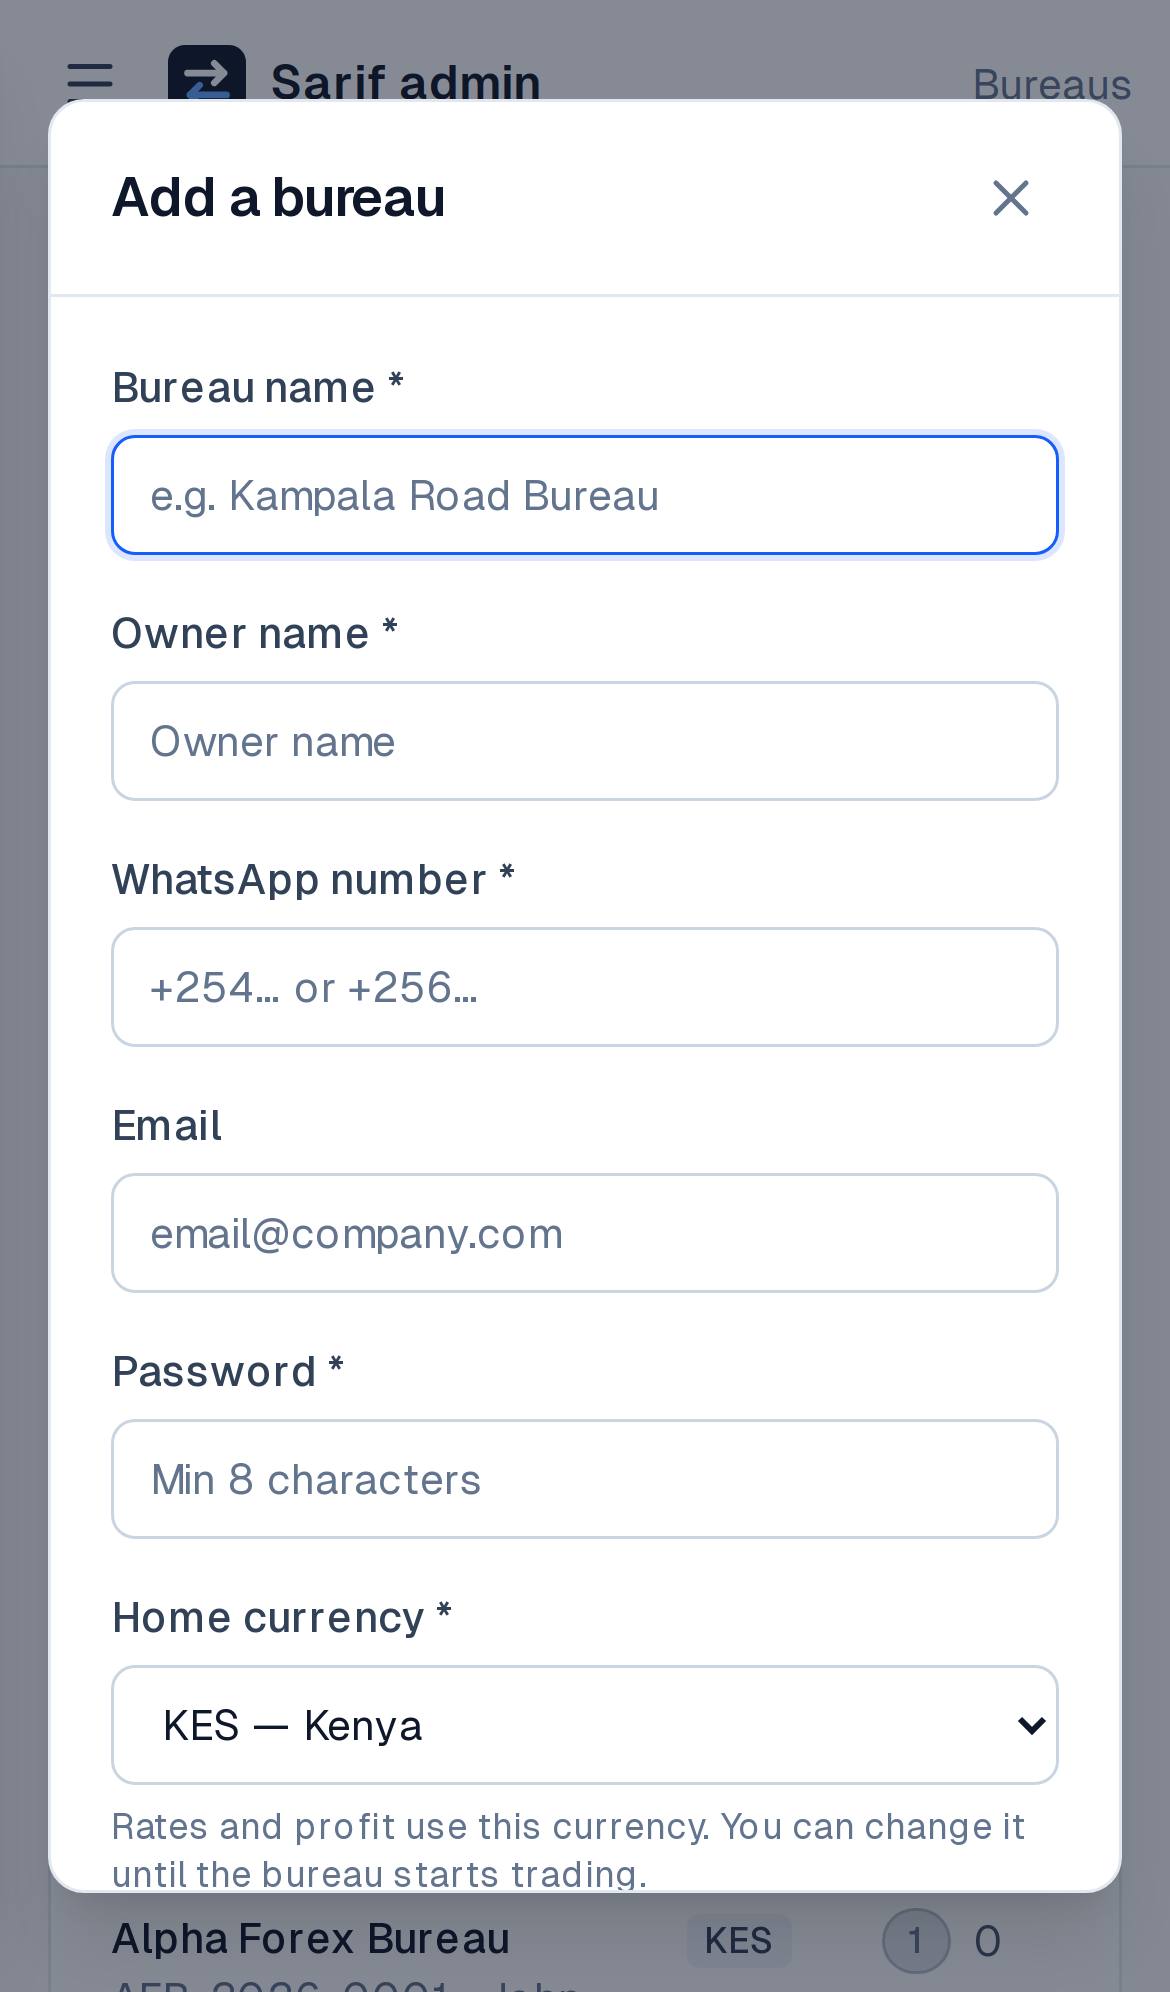 Sarif admin
Bureaus
Add a bureau
Bureau name *
e.g. Kampala Road Bureau
Owner name *
Owner name
WhatsApp number *
+254... or +256...
Email
email@company.com
Password *
Min 8 characters
Home currency *
KES — Kenya
Rates and profit use this currency. You can change it
until the bureau starts trading.
Alpha Forex Bureau KES 1 0